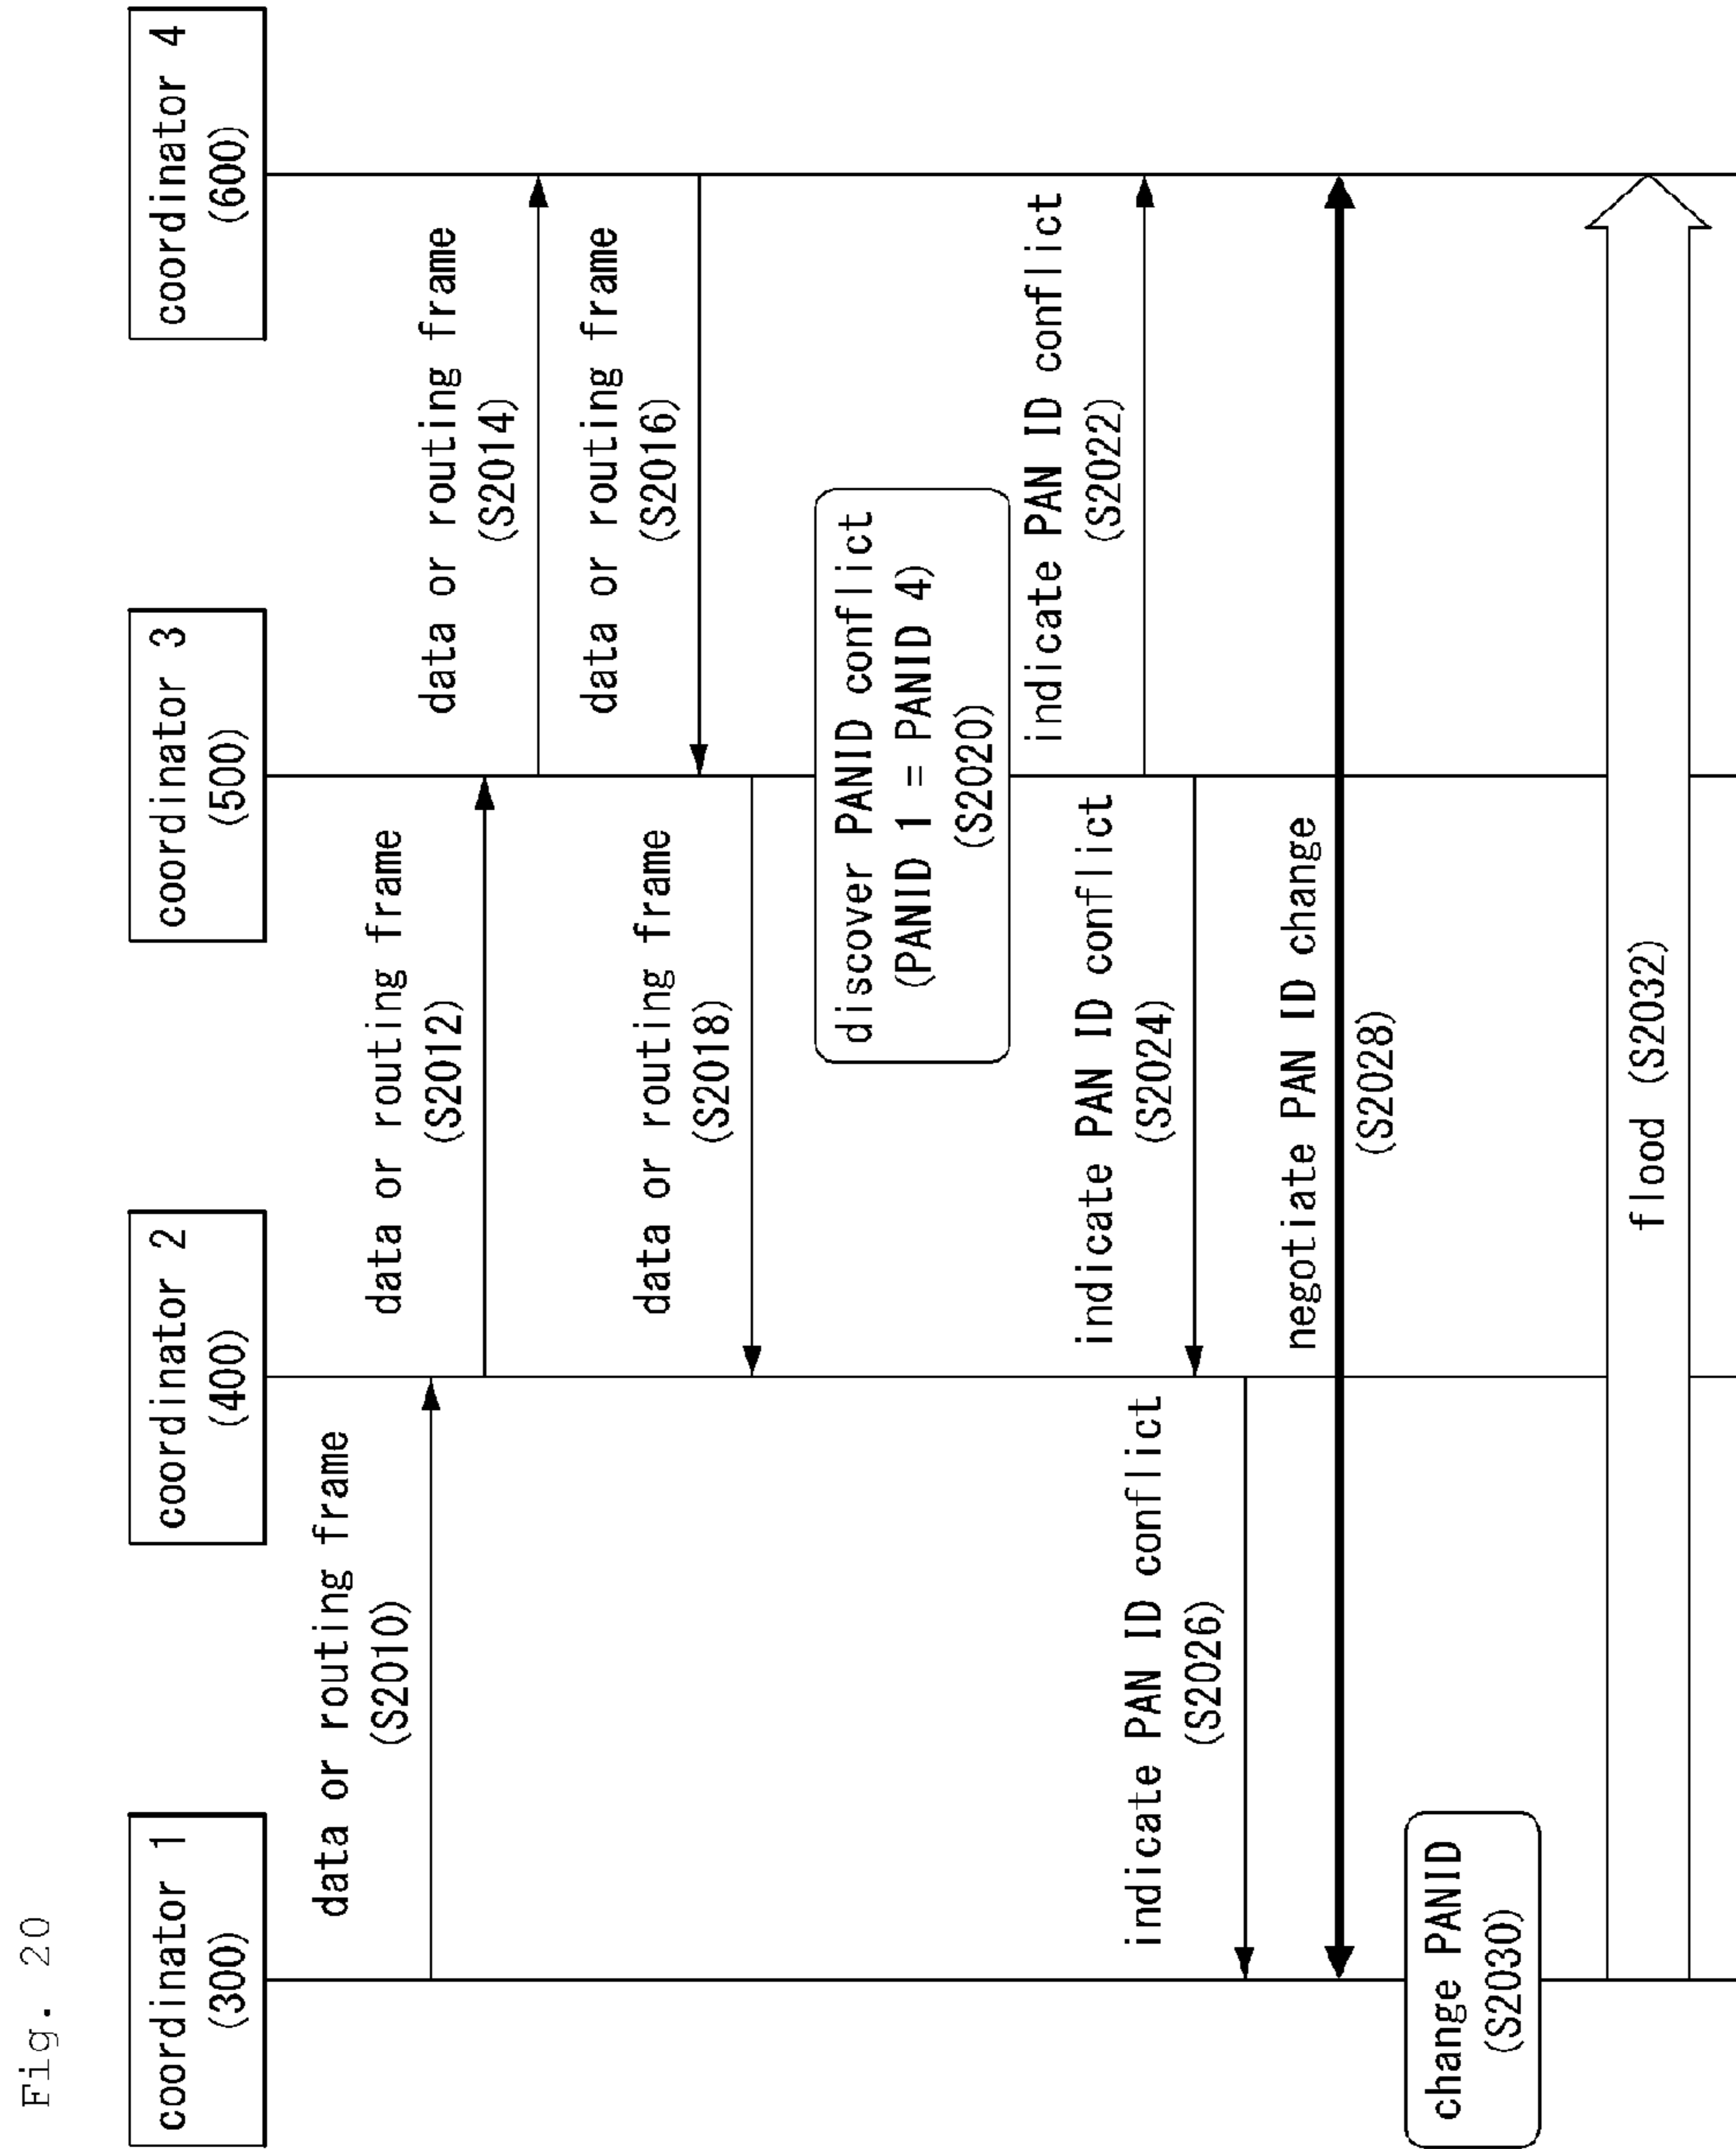 Fig. 20
coordinator 1
(300)
coordinator 2
(400)
coordinator 3
(500)
coordinator 4
(600)
data or routing frame
(S2010)
data or routing frame
(S2012)
data or routing frame
(S2014)
data or routing frame
(S2016)
data or routing frame
(S2018)
discover PANID conflict
(PANID 1 = PANID 4)
(S2020)
indicate PAN ID conflict
(S2022)
indicate PAN ID conflict
(S2024)
indicate PAN ID conflict
(S2026)
negotiate PAN ID change
(S2028)
change PANID
(S2030)
flood (S2032)